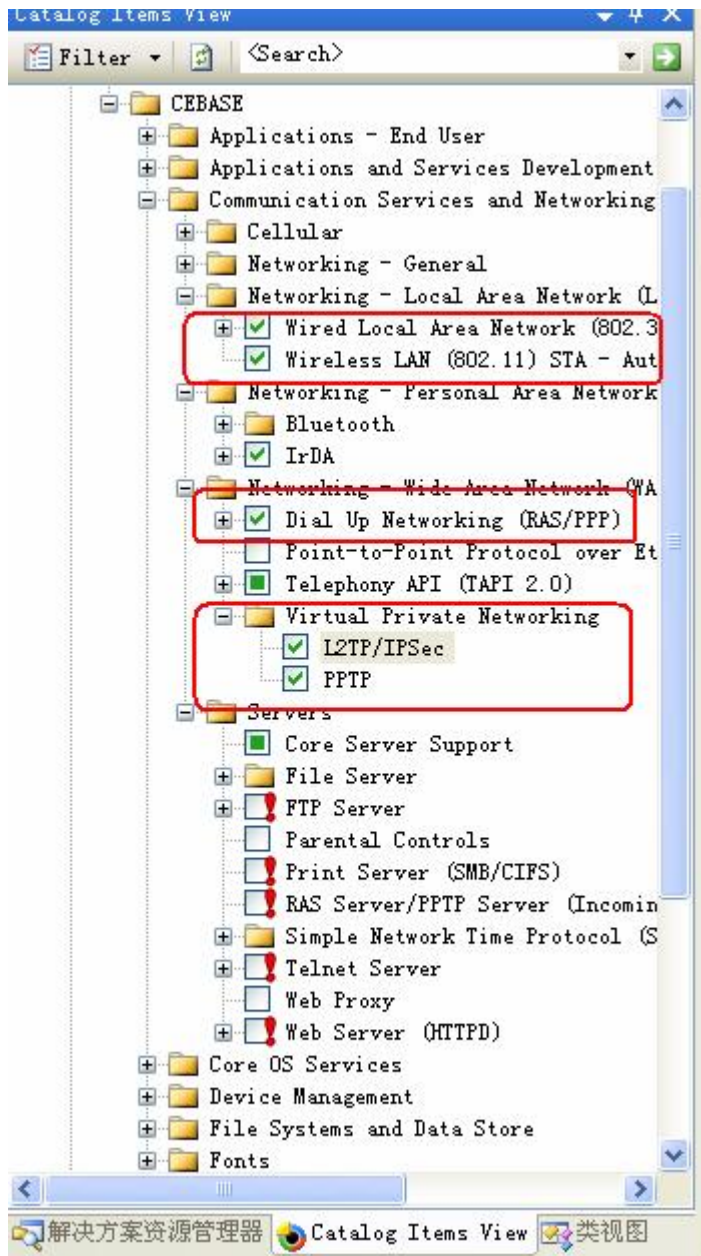 Catalog Items View
Filter <Search>
CEBASE
Applications - End User
Applications and Services Development
Communication Services and Networking
Cellular
Networking - General
Networking - Local Area Network (L
Wired Local Area Network (802.3
Wireless LAN (802.11) STA - Aut
Networking - Personal Area Network
Bluetooth
IrDA
Networking - Wide Area Network (WA
Dial Up Networking (RAS/PPP)
Point-to-Point Protocol over Et
Telephony API (TAPI 2.0)
Virtual Private Networking
L2TP/IPSec
PPTP
Servers
Core Server Support
File Server
FTP Server
Parental Controls
Print Server (SMB/CIFS)
RAS Server/PPTP Server (Incomin
Simple Network Time Protocol (S
Telnet Server
Web Proxy
Web Server (HTTPD)
Core OS Services
Device Management
File Systems and Data Store
Fonts
解决方案资源管理器 Catalog Items View 类视图